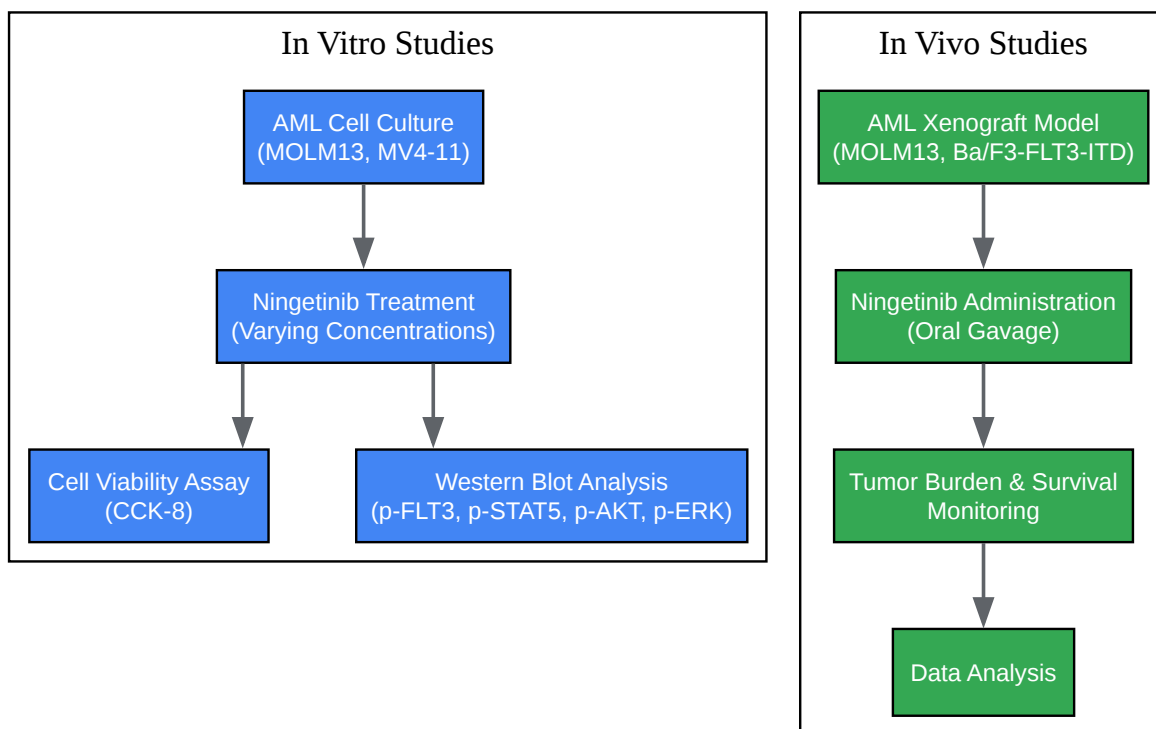 In Vitro Studies
AML Cell Culture
(MOLM13, MV4-11)
Ningetinib Treatment
(Varying Concentrations)
Cell Viability Assay
(CCK-8)
Western Blot Analysis
(p-FLT3, p-STAT5, p-AKT, p-ERK)
In Vivo Studies
AML Xenograft Model
(MOLM13, Ba/F3-FLT3-ITD)
Ningetinib Administration
(Oral Gavage)
Tumor Burden & Survival
Monitoring
Data Analysis